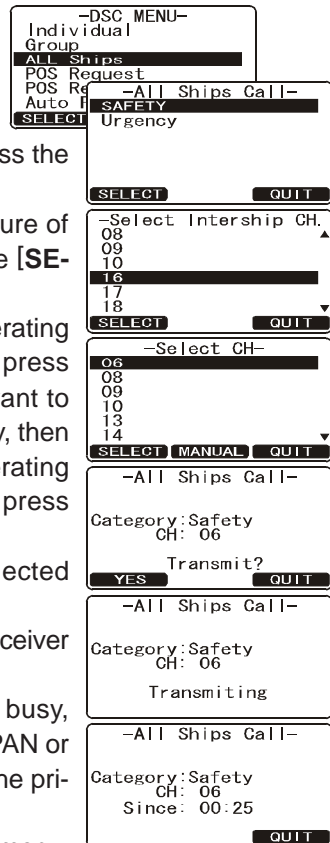 -DSC MENU-
Individual
Group
ALL Ships
POS Request
POS Re
Auto
SELECT
-All Ships Call-
SAFETY
Urgency
SELECT QUIT
ss the
ure of
e [SE-
-Select Intership CH.
08
09
10
16
17
18
SELECT QUIT
erating
press
ant to
y, then
erating
press
-Select CH-
06
08
09
10
13
14
SELECT MANUAL QUIT
-All Ships Call-
Category:Safety
CH: 06
Transmit?
YES QUIT
ected
ceiver
-All Ships Call-
Category:Safety
CH: 06
Transmiting
busy,
PAN or
he pri-
-All Ships Call-
Category:Safety
CH: 06
Since: 00:25
QUIT